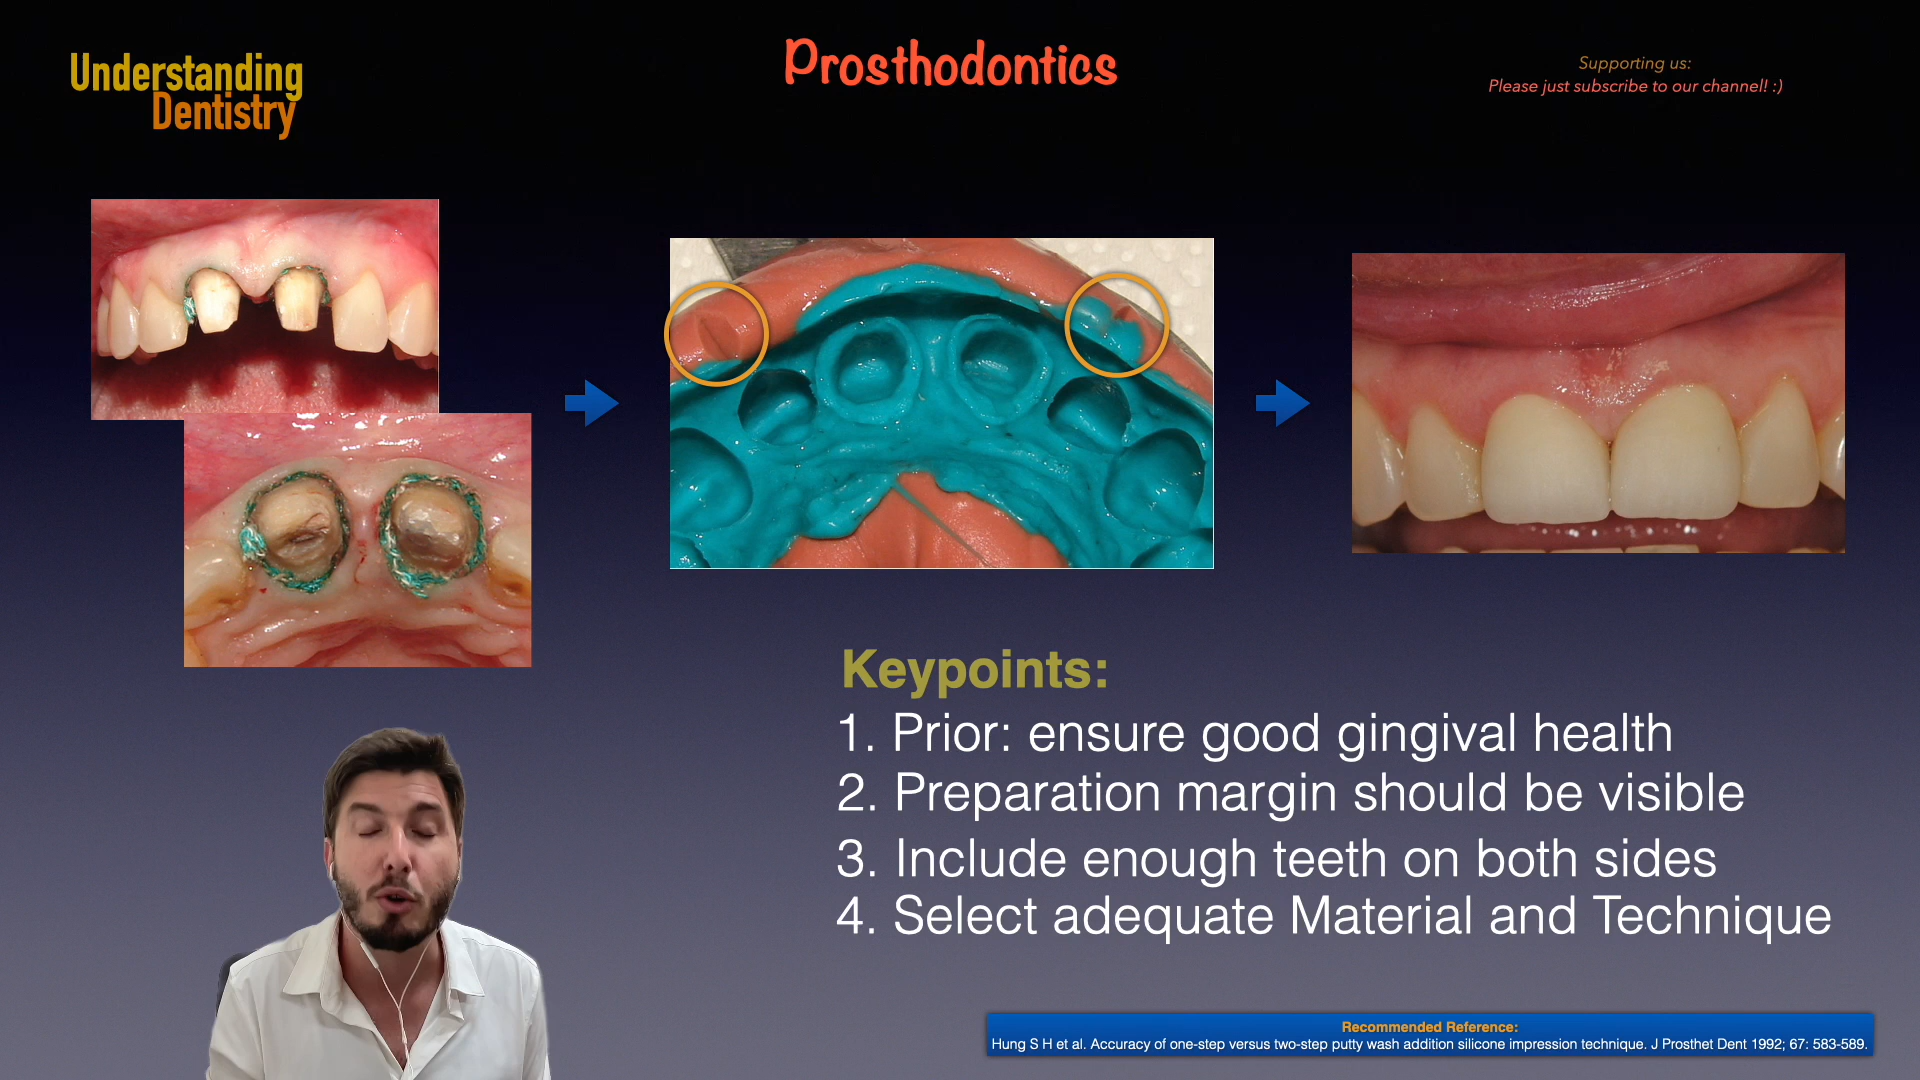 Understanding
Dentistry
Prosthodontics
Supporting us:
Please just subscribe to our channel! :)
Keypoints:
1. Prior: ensure good gingival health
2. Preparation margin should be visible
3. Include enough teeth on both sides
4. Select adequate Material and Technique
Recommended Reference:
Hung S H et al. Accuracy of one-step versus two-step putty wash addition silicone impression technique. J Prosthet Dent 1992; 67: 583-589.